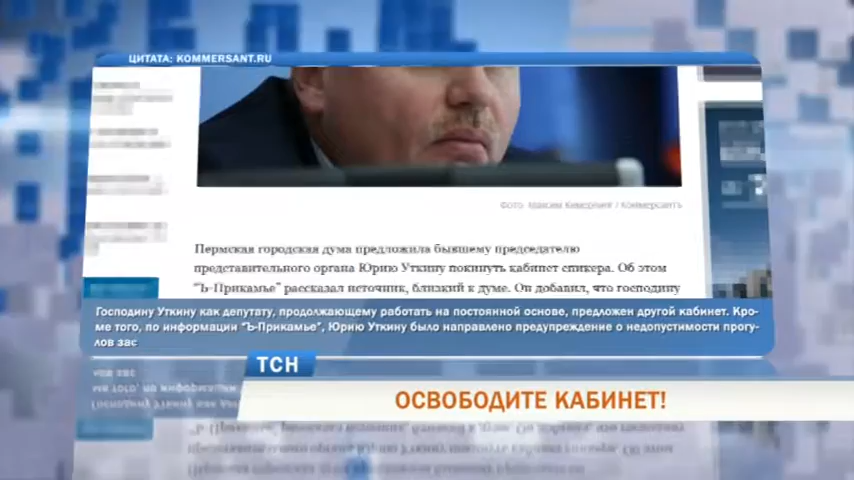 ЦИТАТА: KOMMERSANT.RU
Фото: Максим Кимерлинг / Коммерсантъ
Пермская городская дума предложила бывшему председателю
представительного органа Юрию Уткину покинуть кабинет спикера. Об этом
"Ъ-Прикамье" рассказал источник, близкий к думе. Он добавил, что господину
Господину Уткину как депутату, продолжающему работать на постоянной основе, предложен другой кабинет. Кро-
ме того, по информации "Ъ-Прикамье", Юрию Уткину было направлено предупреждение о недопустимости прогу-
лов зас
ТСН
ОСВОБОДИТЕ КАБИНЕТ!